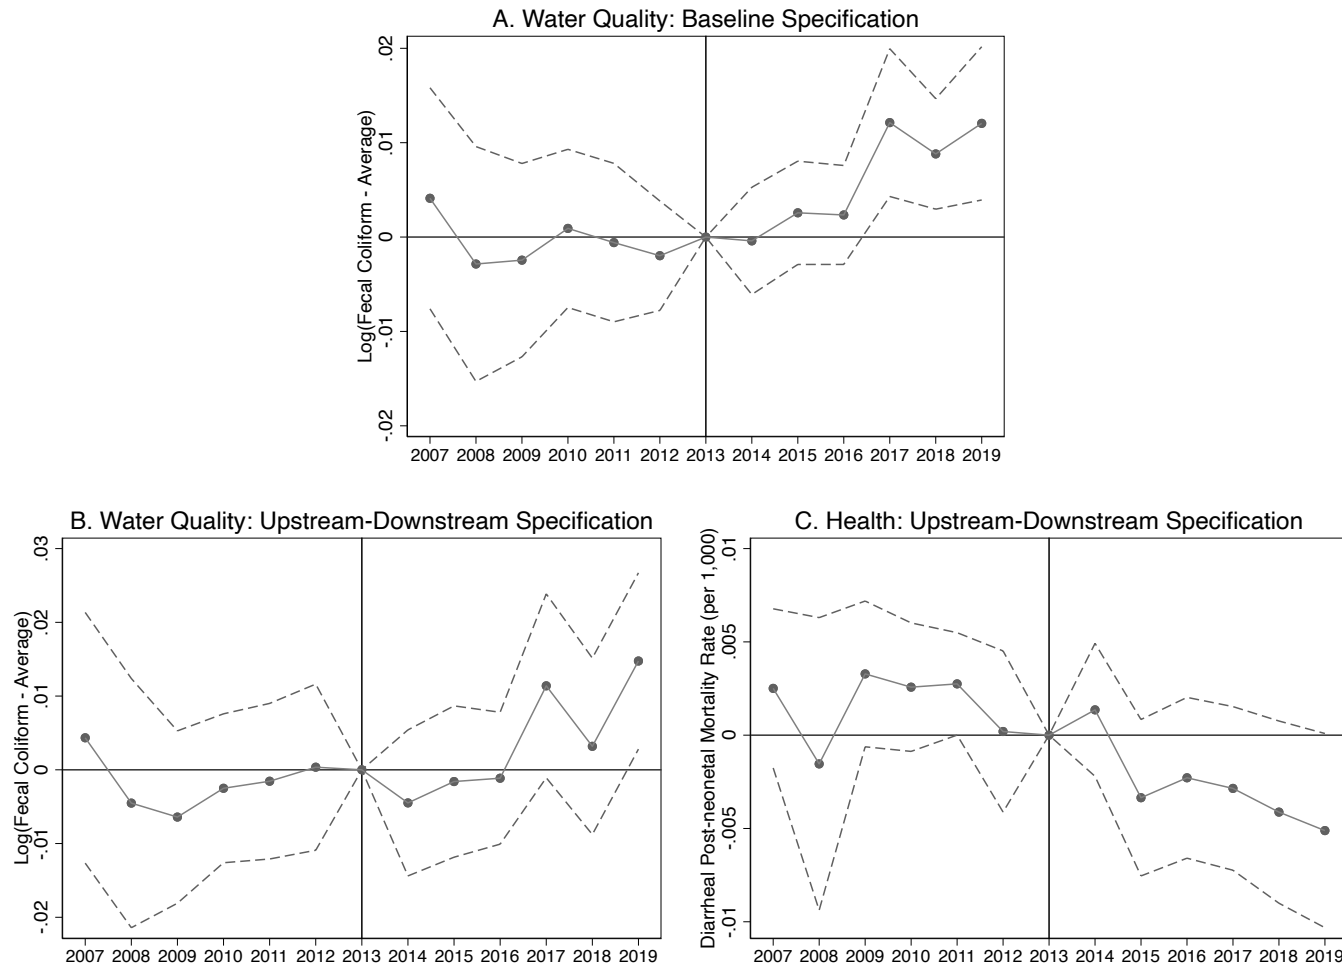 A. Water Quality: Baseline Specification
Log(Fecal Coliform - Average)
.02
.01
0
-.01
-.02
2007 2008 2009 2010 2011 2012 2013 2014 2015 2016 2017 2018 2019
B. Water Quality: Upstream-Downstream Specification
Log(Fecal Coliform - Average)
.03
.02
.01
0
-.01
-.02
2007 2008 2009 2010 2011 2012 2013 2014 2015 2016 2017 2018 2019
C. Health: Upstream-Downstream Specification
Diarrheal Post-neonetal Mortality Rate (per 1,000)
.01
.005
0
-.005
-.01
2007 2008 2009 2010 2011 2012 2013 2014 2015 2016 2017 2018 2019